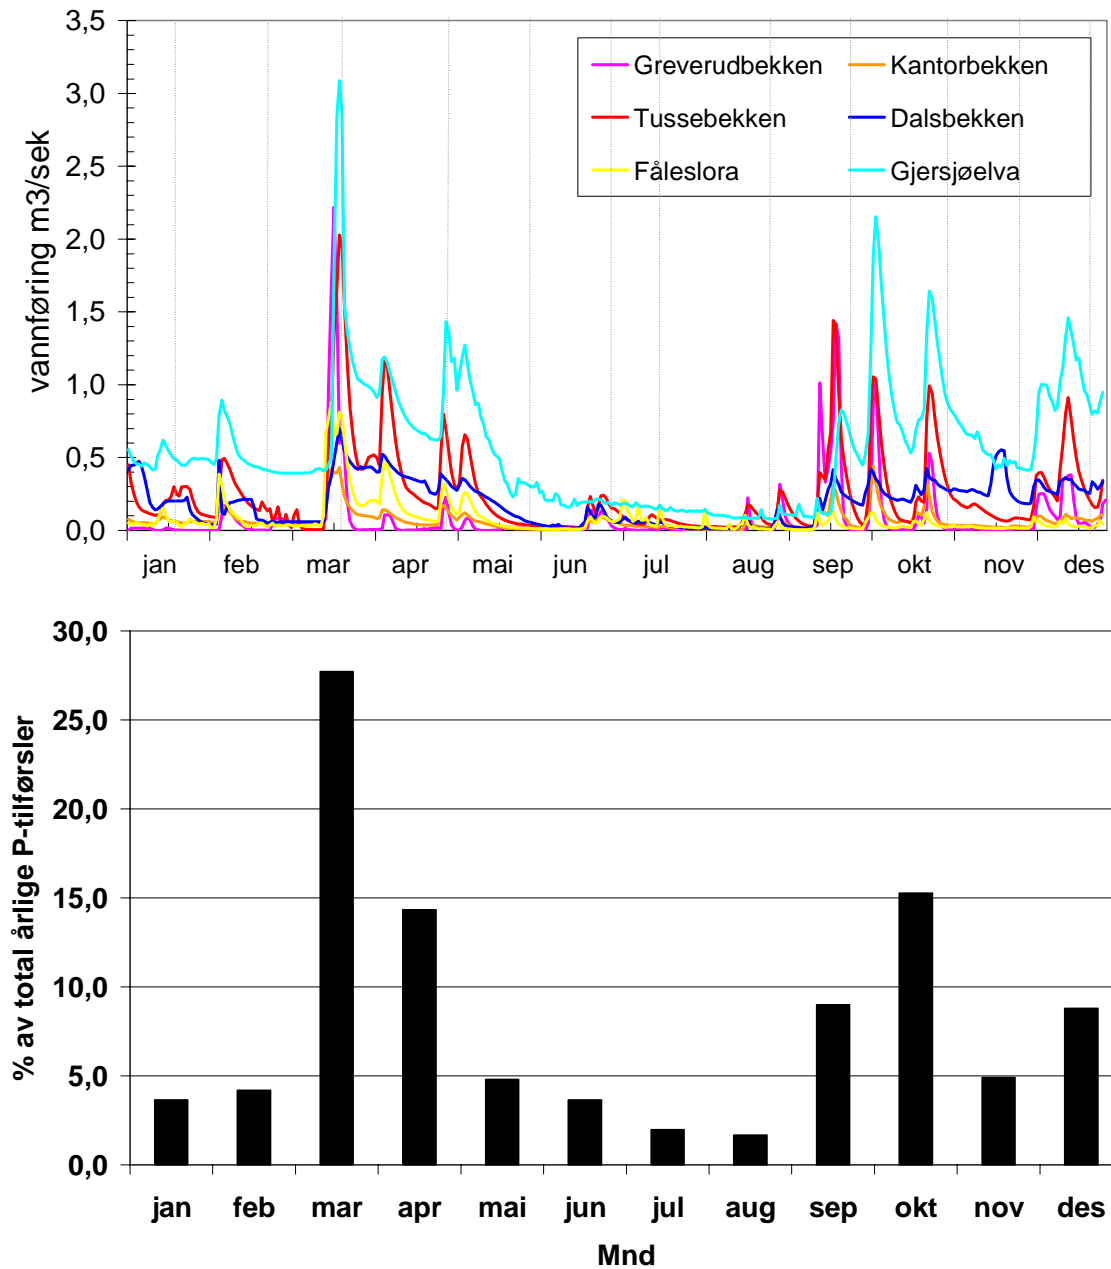 3,5
3,0
2,5
2,0
1,5
1,0
0,5
0,0
vannføring m3/sek
Greverudbekken Kantorbekken
Tussebekken Dalsbekken
Fåleslora Gjersjøelva
jan feb mar apr mai jun jul aug sep okt nov des
30,0
25,0
20,0
15,0
10,0
5,0
0,0
% av total årlige P-tilførsler
jan feb mar apr mai jun jul aug sep okt nov des
Mnd